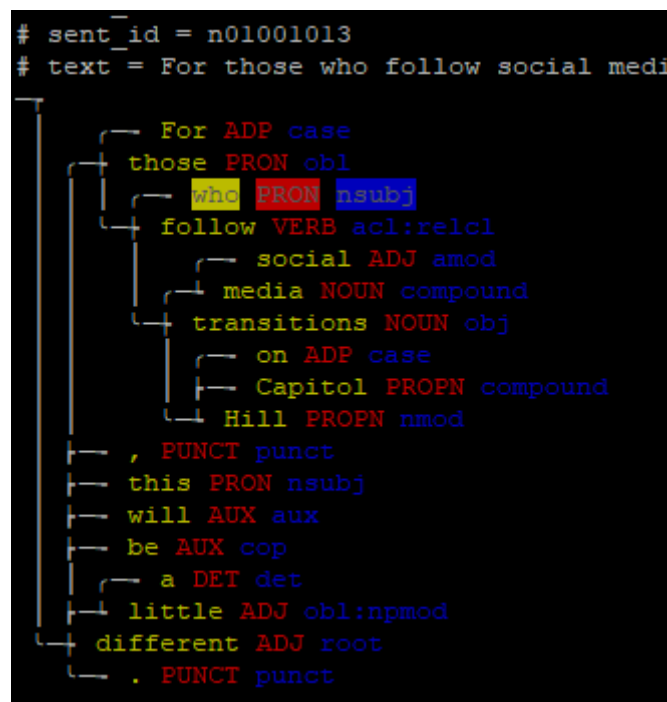 # sent_id = n01001013
# text = For those who follow social medi
For ADP case
those PRON obl
who PRON nsubj
follow VERB acl:relcl
social ADJ amod
media NOUN compound
transitions NOUN obj
on ADP case
Capitol PROPN compound
Hill PROPN nmod
, PUNCT punct
this PRON nsubj
will AUX aux
be AUX cop
a DET det
little ADJ obl:npmod
different ADJ root
. PUNCT punct